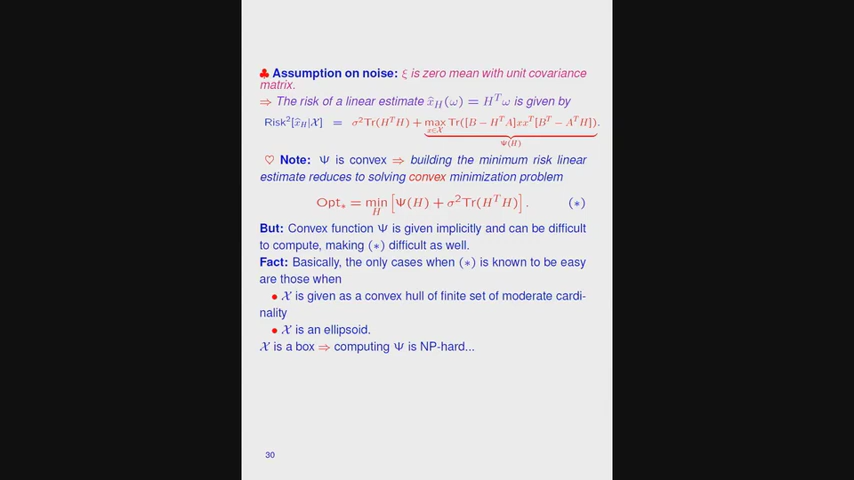 ♣ Assumption on noise: ξ is zero mean with unit covariance
matrix.
⇒ The risk of a linear estimate x̂_H(ω) = H^T ω is given by
Risk²[x̂_H|𝒳] = σ²Tr(H^T H) + max_{x∈𝒳} Tr([B − H^T A]xx^T[B^T − A^T H]).
Ψ(H)
♡ Note: Ψ is convex ⇒ building the minimum risk linear
estimate reduces to solving convex minimization problem
Opt_* = min_H [Ψ(H) + σ²Tr(H^T H)]. (∗)
But: Convex function Ψ is given implicitly and can be difficult
to compute, making (∗) difficult as well.
Fact: Basically, the only cases when (∗) is known to be easy
are those when
• 𝒳 is given as a convex hull of finite set of moderate cardi-
nality
• 𝒳 is an ellipsoid.
𝒳 is a box ⇒ computing Ψ is NP-hard...
30